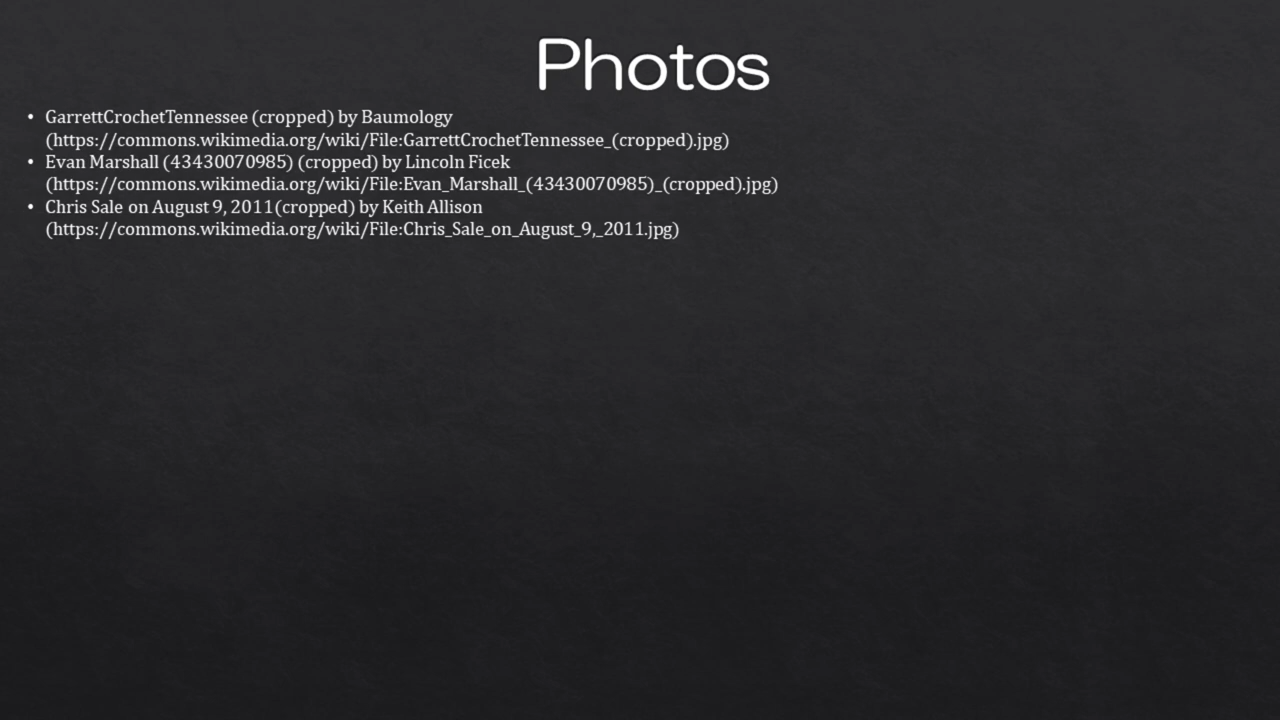 Photos
• GarrettCrochetTennessee (cropped) by Baumology
(https://commons.wikimedia.org/wiki/File:GarrettCrochetTennessee_(cropped).jpg)
• Evan Marshall (43430070985) (cropped) by Lincoln Ficek
(https://commons.wikimedia.org/wiki/File:Evan_Marshall_(43430070985)_(cropped).jpg)
• Chris Sale on August 9, 2011(cropped) by Keith Allison
(https://commons.wikimedia.org/wiki/File:Chris_Sale_on_August_9,_2011.jpg)